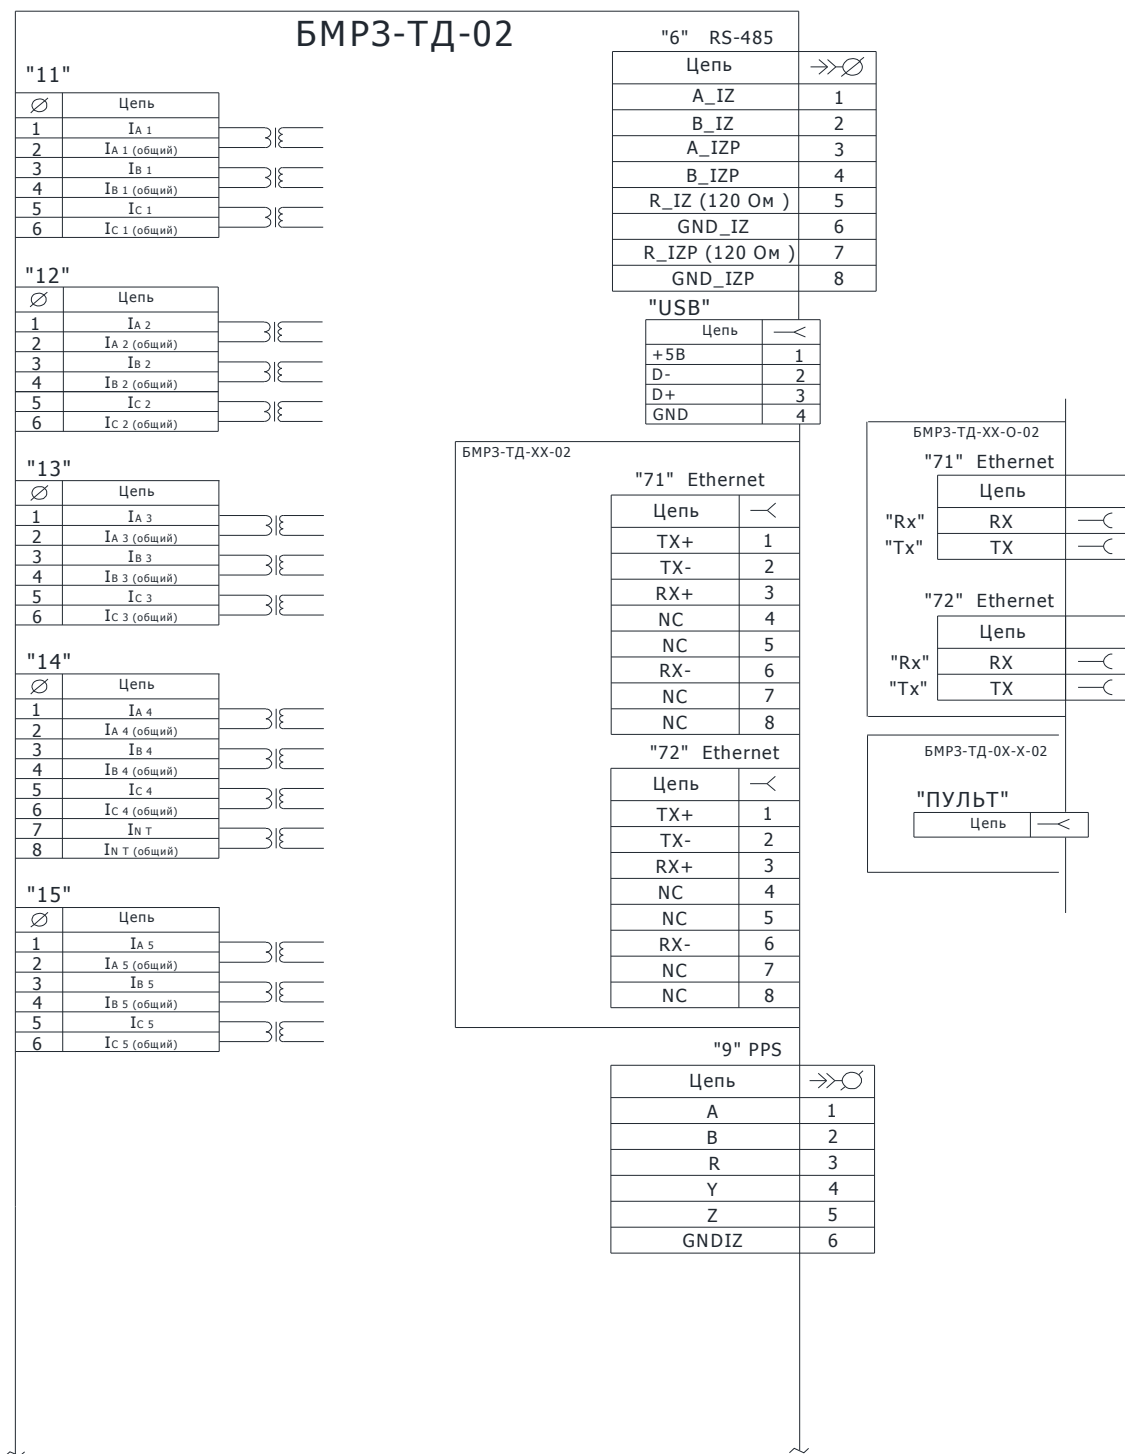 БМРЗ-ТД-02
"11"
Цепь
1 IA 1
2 IA 1 (общий)
3 IB 1
4 IB 1 (общий)
5 IC 1
6 IC 1 (общий)
"12"
Цепь
1 IA 2
2 IA 2 (общий)
3 IB 2
4 IB 2 (общий)
5 IC 2
6 IC 2 (общий)
"13"
Цепь
1 IA 3
2 IA 3 (общий)
3 IB 3
4 IB 3 (общий)
5 IC 3
6 IC 3 (общий)
"14"
Цепь
1 IA 4
2 IA 4 (общий)
3 IB 4
4 IB 4 (общий)
5 IC 4
6 IC 4 (общий)
7 IN T
8 IN T (общий)
"15"
Цепь
1 IA 5
2 IA 5 (общий)
3 IB 5
4 IB 5 (общий)
5 IC 5
6 IC 5 (общий)
"6" RS-485
Цепь
A_IZ 1
B_IZ 2
A_IZP 3
B_IZP 4
R_IZ (120 Ом ) 5
GND_IZ 6
R_IZP (120 Ом ) 7
GND_IZP 8
"USB"
Цепь
+5В 1
D- 2
D+ 3
GND 4
БМРЗ-ТД-ХХ-02
"71" Ethernet
Цепь
TX+ 1
TX- 2
RX+ 3
NC 4
NC 5
RX- 6
NC 7
NC 8
"72" Ethernet
Цепь
TX+ 1
TX- 2
RX+ 3
NC 4
NC 5
RX- 6
NC 7
NC 8
"9" PPS
Цепь
A 1
B 2
R 3
Y 4
Z 5
GNDIZ 6
БМРЗ-ТД-ХХ-О-02
"71" Ethernet
Цепь
"Rx" RX
"Tx" TX
"72" Ethernet
Цепь
"Rx" RX
"Tx" TX
БМРЗ-ТД-0Х-Х-02
"ПУЛЬТ"
Цепь